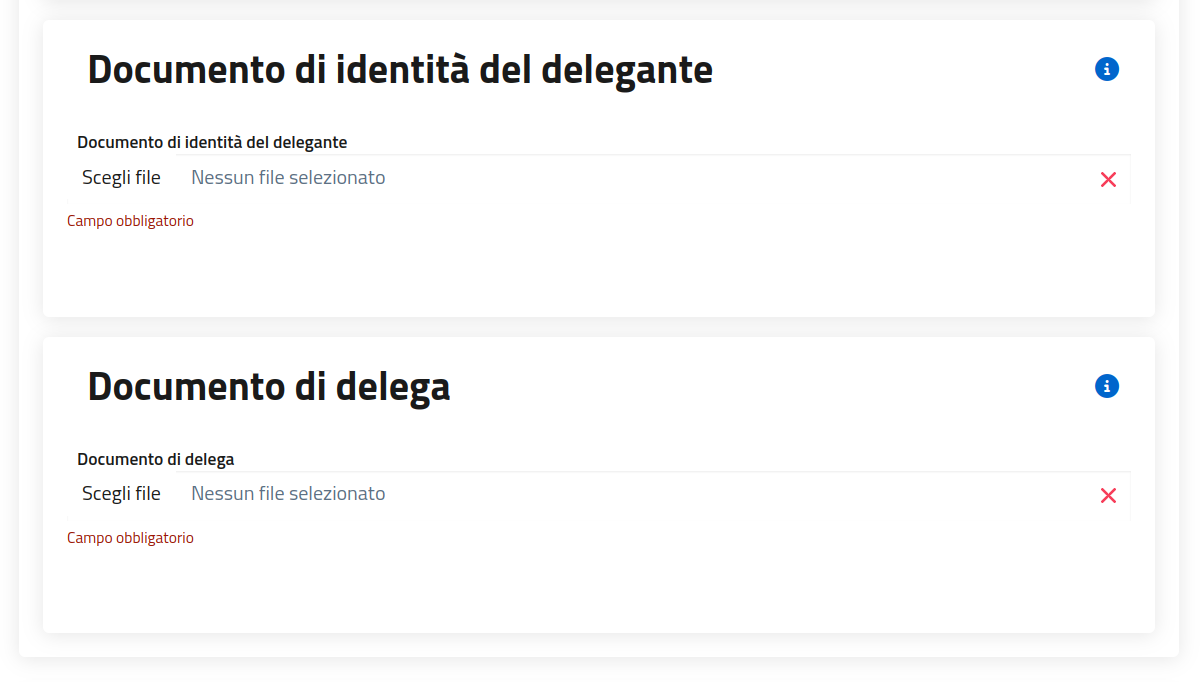 Documento di identità del delegante
Documento di identità del delegante
Scegli file Nessun file selezionato
Campo obbligatorio
Documento di delega
Documento di delega
Scegli file Nessun file selezionato
Campo obbligatorio